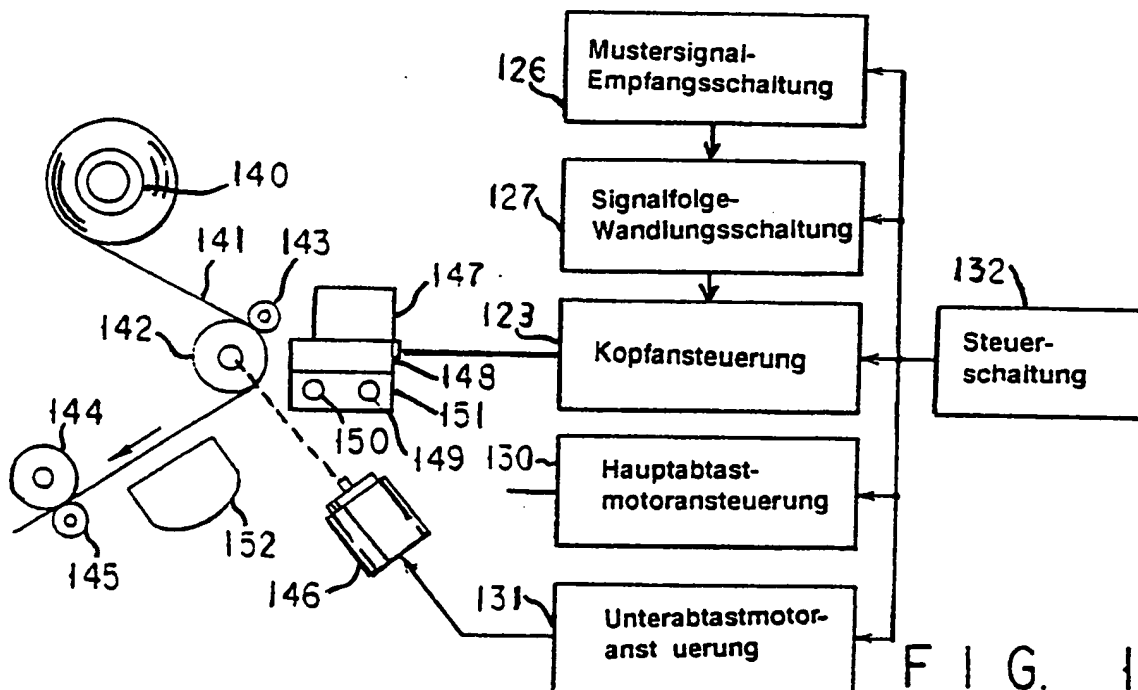 Mustersignal-
Empfangsschaltung
126
140
Signalfolge-
Wandlungsschaltung
127
141
143
147
132
142
123
Kopfansteuerung
Steuer-
schaltung
148
151
144
150
149
130
Hauptabtast-
motoransteuerung
152
145
146
131
Unterabtastmotor-
anst uerung
FIG. 1